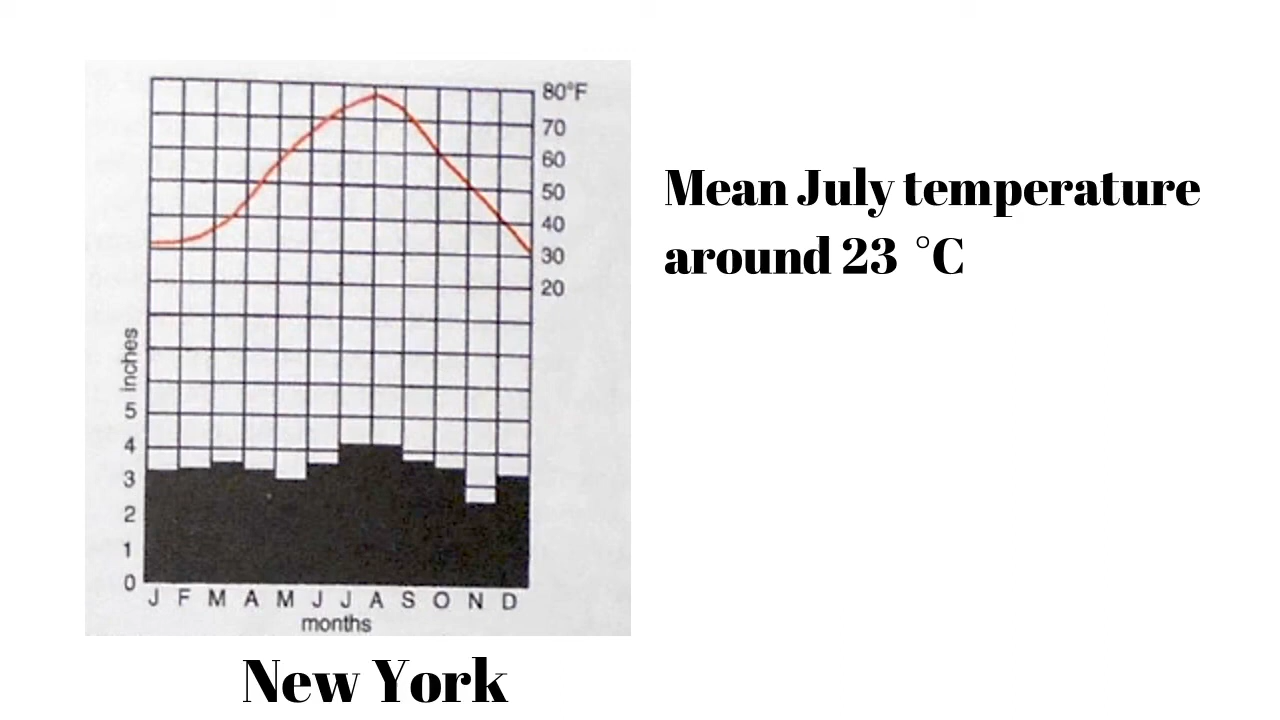 80°F
70
60
50
40
30
20
inches
5
4
3
2
1
0
J F M A M J J A S O N D
months
New York
Mean July temperature
around 23 °C